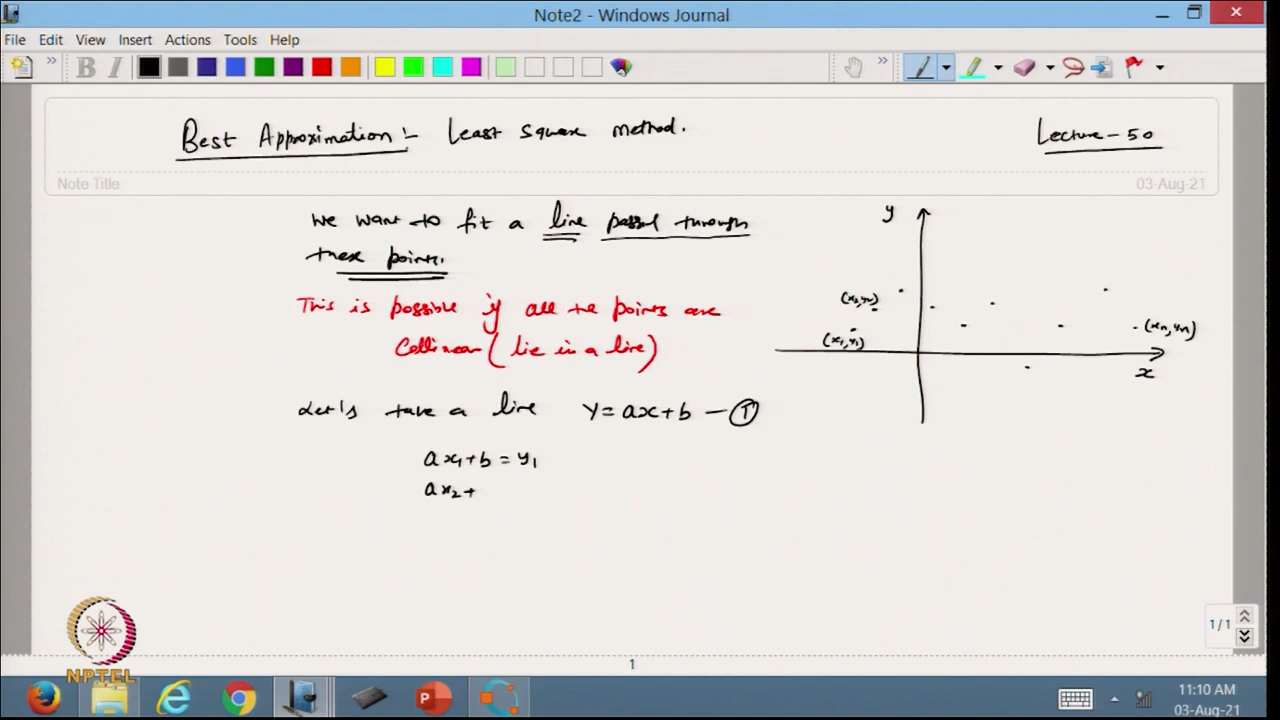 Note2 - Windows Journal
File Edit View Insert Actions Tools Help
Best Approximation :- Least square method.
Lecture - 50
Note Title
03-Aug-21
We want to fit a line passes through
these points.
This is possible if all the points are
Collinear ( lie in a line )
Let's take a line y = ax + b — ①
ax₁ + b = y₁
ax₂ +
y
(x₂, y₂)
(x₁, y₁)
(xₙ, yₙ)
x
1 / 1
1
NPTEL
11:10 AM
03-Aug-21